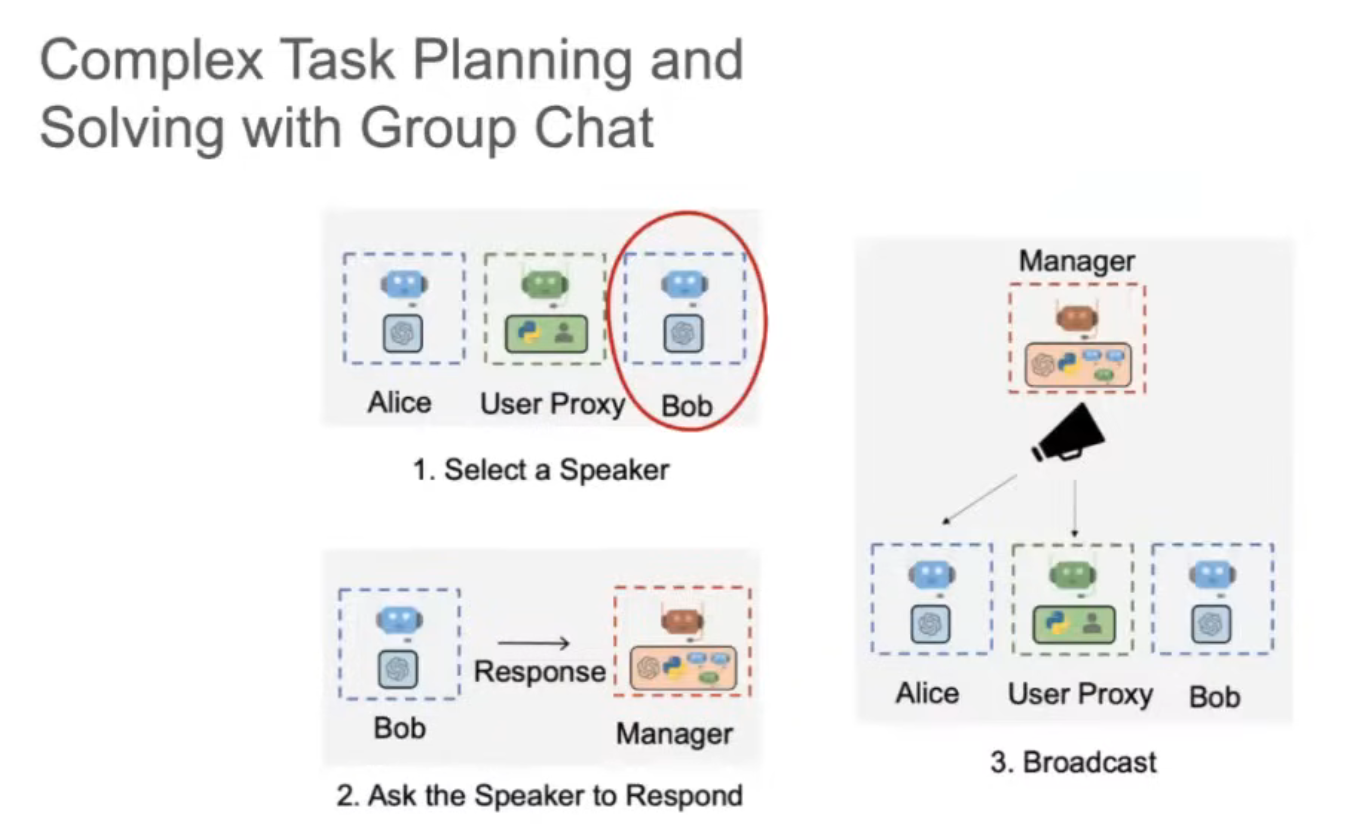 Complex Task Planning and
Solving with Group Chat
Alice
User Proxy
Bob
1. Select a Speaker
Bob
Response
Manager
2. Ask the Speaker to Respond
Manager
Alice
User Proxy
Bob
3. Broadcast